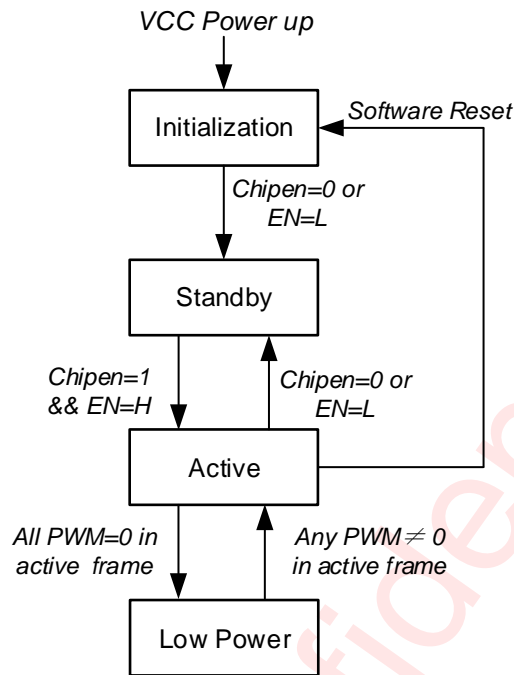 VCC Power up
Software Reset
Initialization
Chipen=0 or
EN=L
Standby
Chipen=1
&& EN=H
Chipen=0 or
EN=L
Active
All PWM=0 in
active frame
Any PWM≠0
in active frame
Low Power
fiden